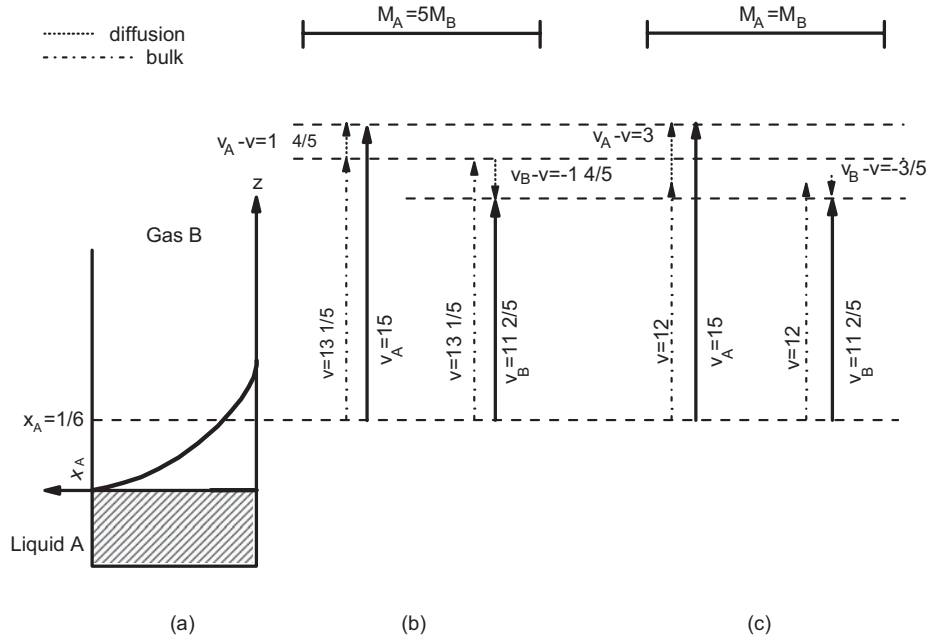 M_A=5M_B
M_A=M_B
diffusion
bulk
v_A-v=1 4/5
v_A-v=3
v_B-v=-1 4/5
v_B-v=-3/5
z
Gas B
v=13 1/5
v_A=15
v=13 1/5
v_B=11 2/5
v=12
v_A=15
v=12
v_B=11 2/5
x_A=1/6
x_A
Liquid A
(a)
(b)
(c)